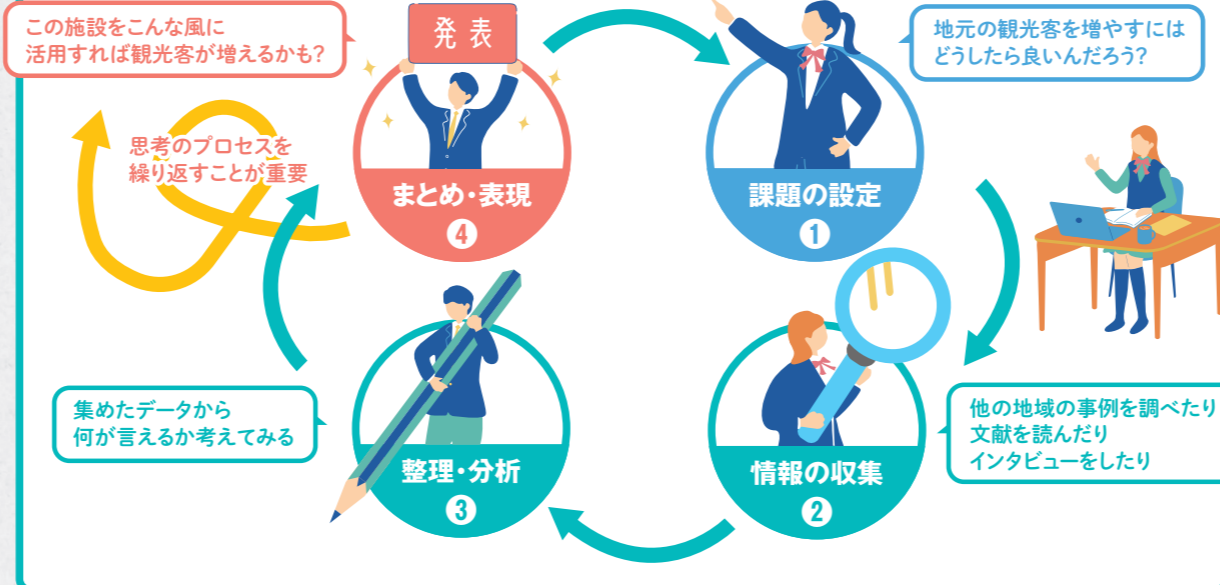 この施設をこんな風に
活用すれば観光客が増えるかも?
発表
地元の観光客を増やすには
どうしたら良いんだろう?
思考のプロセスを
繰り返すことが重要
まとめ・表現
4
課題の設定
1
集めたデータから
何が言えるか考えてみる
整理・分析
3
情報の収集
2
他の地域の事例を調べたり
文献を読んだり
インタビューをしたり